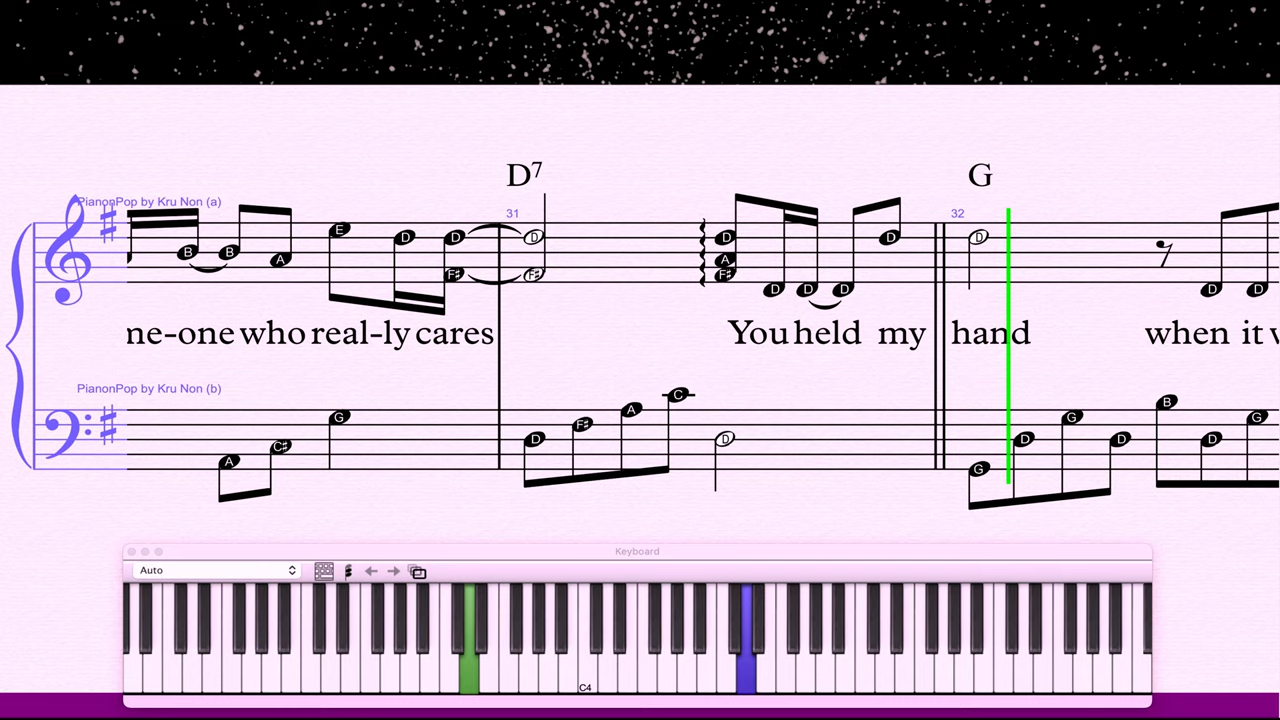 D7 G
PianonPop by Kru Non (a) 31 32
B B A E D D F# D F# D A F# D D D D D D D
ne-one who real-ly cares You held my hand when it
PianonPop by Kru Non (b)
A C# G D F# A C D G D G D B D G
Keyboard
Auto
C4